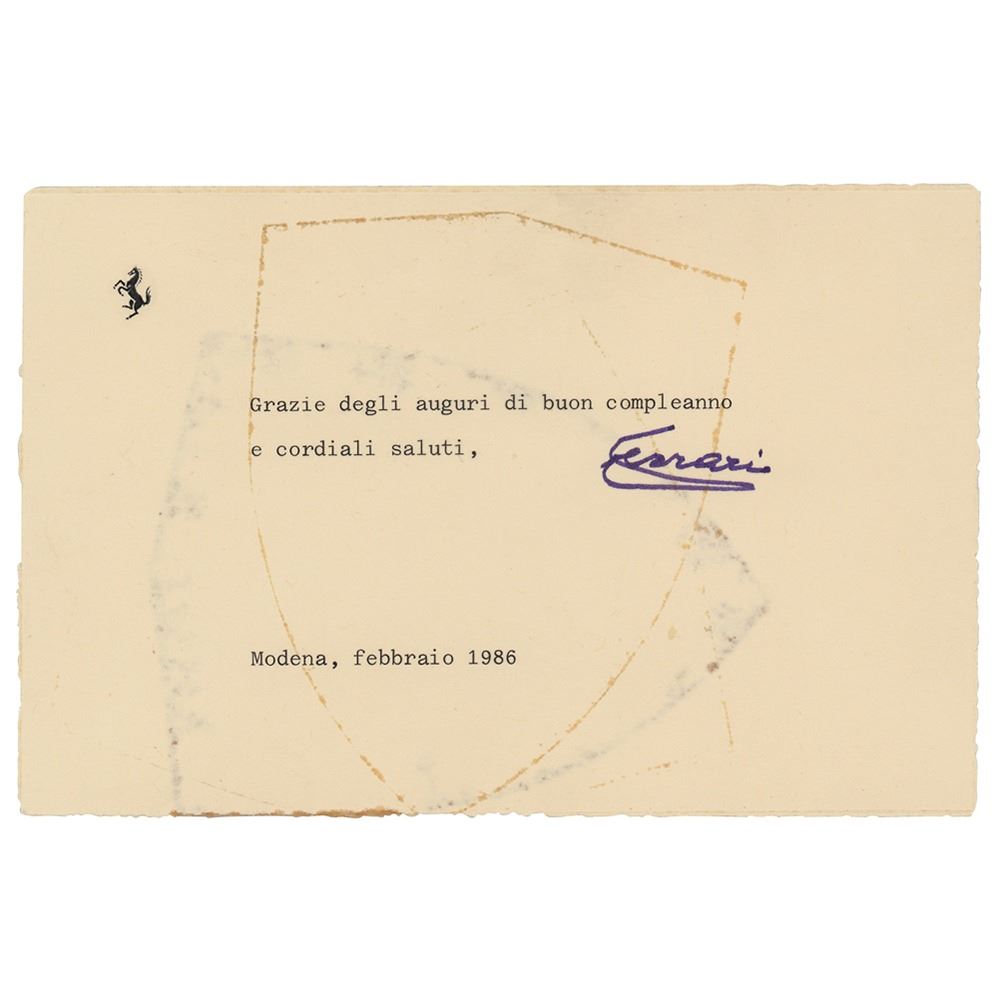 Grazie degli auguri di buon compleanno
e cordiali saluti,
Ferrari
Modena, febbraio 1986